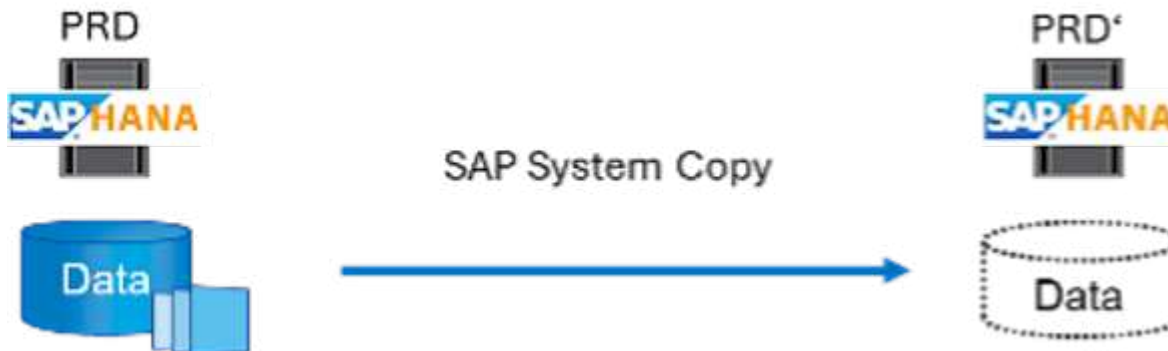 PRD
SAP HANA
Data
SAP System Copy
PRD‘
SAP HANA
Data